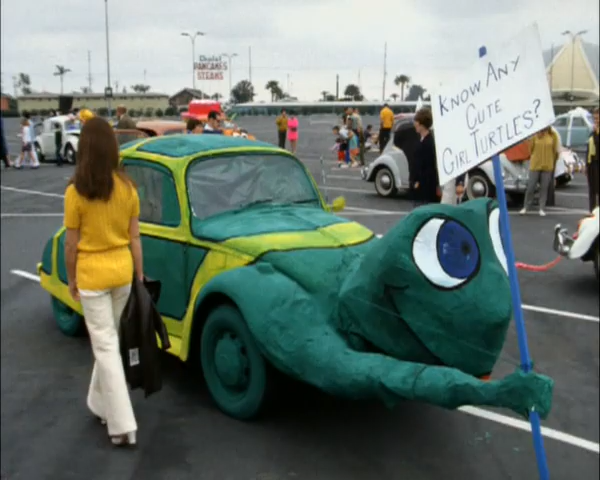 PANCAKES
STEAKS
KNOW ANY
CUTE
GIRL TURTLES?